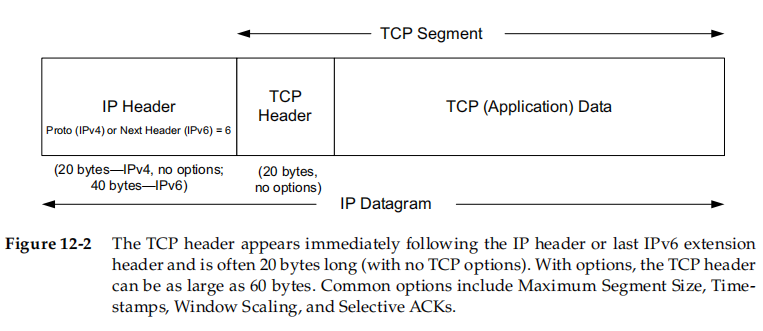 TCP Segment
IP Header
Proto (IPv4) or Next Header (IPv6) = 6
TCP
Header
TCP (Application) Data
(20 bytes—IPv4, no options;
40 bytes—IPv6)
(20 bytes,
no options)
IP Datagram
Figure 12-2 The TCP header appears immediately following the IP header or last IPv6 extension
header and is often 20 bytes long (with no TCP options). With options, the TCP header
can be as large as 60 bytes. Common options include Maximum Segment Size, Time-
stamps, Window Scaling, and Selective ACKs.